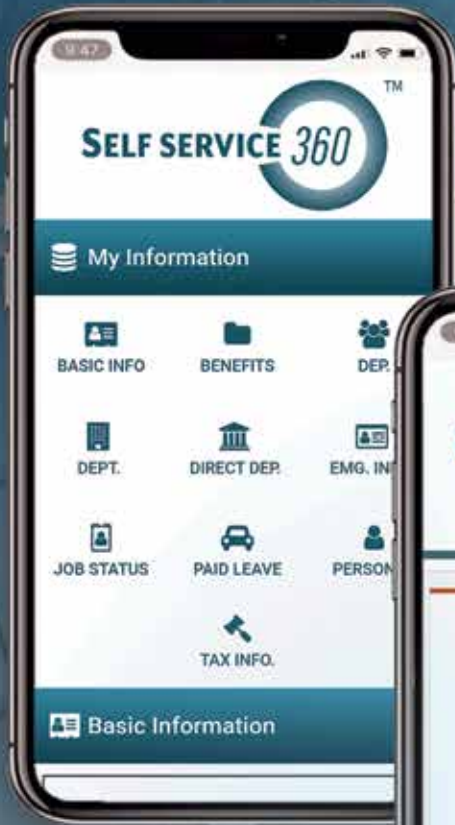 9:47
TM
SELF SERVICE 360
My Information
BASIC INFO
BENEFITS
DEP.
DEPT.
DIRECT DEP.
EMG. IN
JOB STATUS
PAID LEAVE
PERSON
TAX INFO.
Basic Information